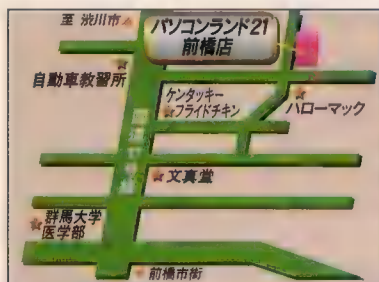 至 渋川市
パソコンランド21
前橋店
自動車教習所
ケンタッキー
フライドチキン
ハローマック
文真堂
群馬大学
医学部
前橋市街